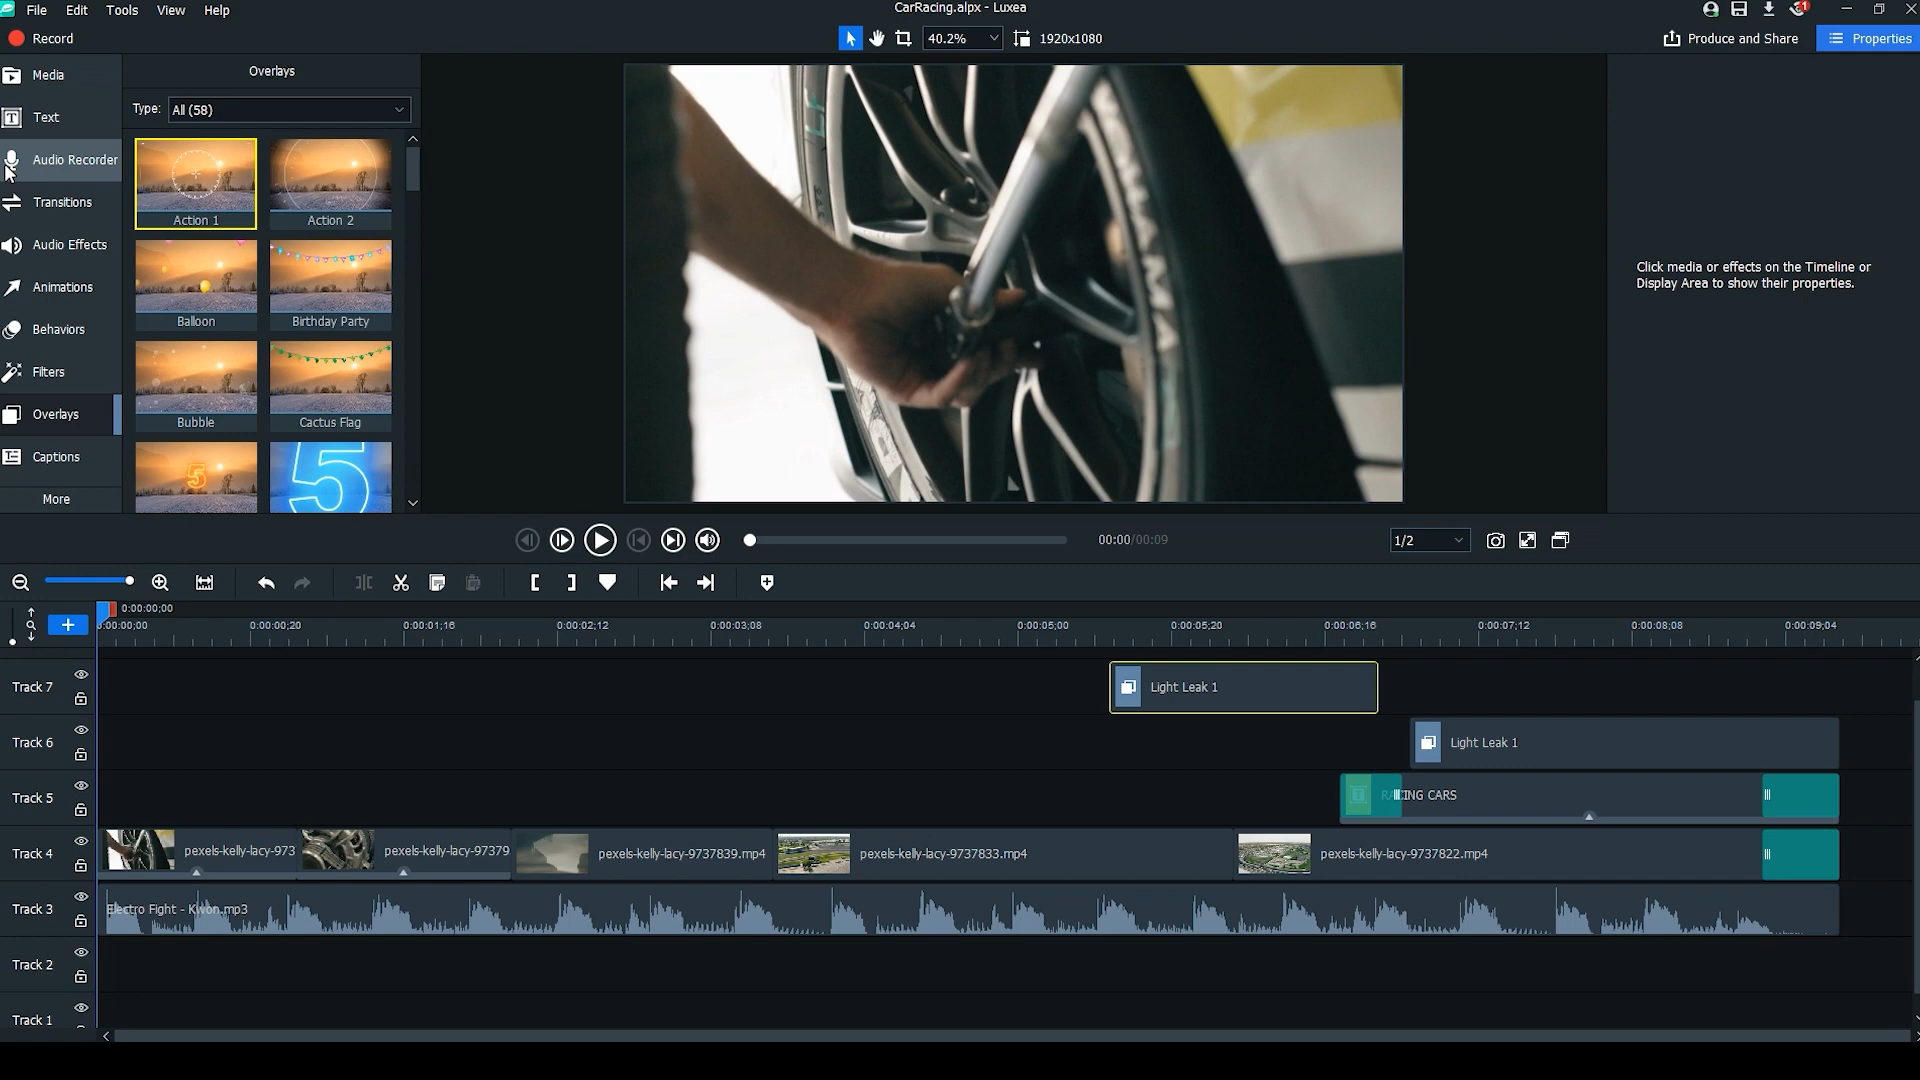 File Edit Tools View Help
CarRacing.alpx - Luxea
1
Record
40.2%
1920x1080
Produce and Share
Properties
Media
Text
Audio Recorder
Transitions
Audio Effects
Animations
Behaviors
Filters
Overlays
Captions
More
Overlays
Type: All (58)
Action 1
Action 2
Balloon
Birthday Party
Bubble
Cactus Flag
5
5
Click media or effects on the Timeline or
Display Area to show their properties.
00:00/00:09
1/2
0:00:00;00
0:00:00;00 0:00:00;20 0:00:01;16 0:00:02;12 0:00:03;08 0:00:04;04 0:00:05;00 0:00:05;20 0:00:06;16 0:00:07;12 0:00:08;08 0:00:09;04
Track 7
Light Leak 1
Track 6
Light Leak 1
Track 5
RACING CARS
Track 4
pexels-kelly-lacy-973
pexels-kelly-lacy-97379
pexels-kelly-lacy-9737839.mp4
pexels-kelly-lacy-9737833.mp4
pexels-kelly-lacy-9737822.mp4
Track 3
Electro Fight - Kwon.mp3
Track 2
Track 1